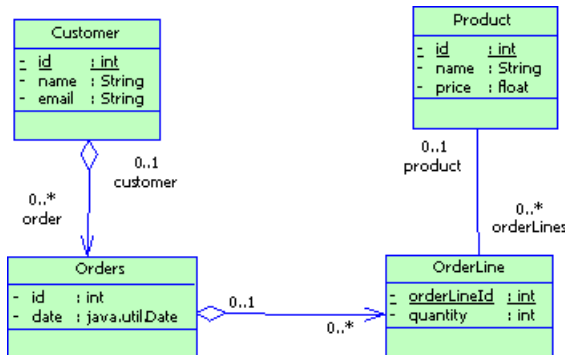 Customer
- id : int
- name : String
- email : String
Product
- id : int
- name : String
- price : float
0..1
customer
0..*
order
0..1
product
0..*
orderLines
Orders
- id : int
- date : java.util.Date
0..1
0..*
OrderLine
- orderLineId : int
- quantity : int